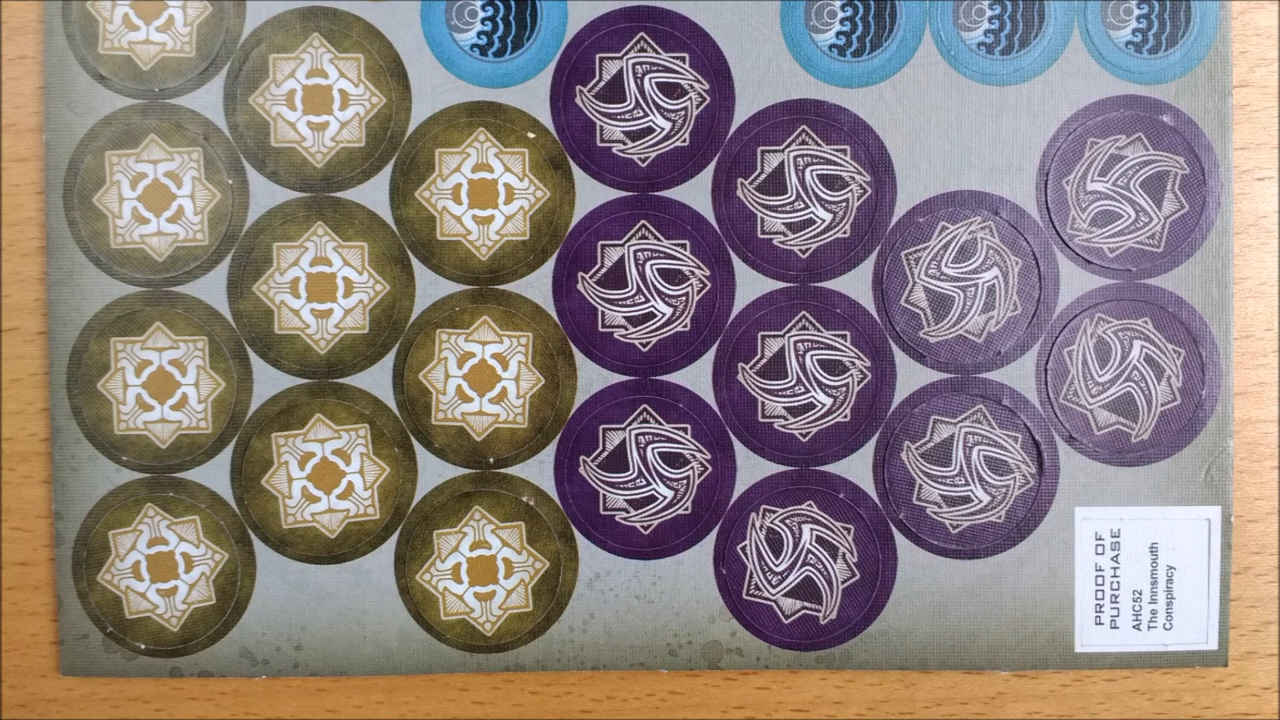 PROOF OF
PURCHASE
AHC52
The Innsmouth
Conspiracy